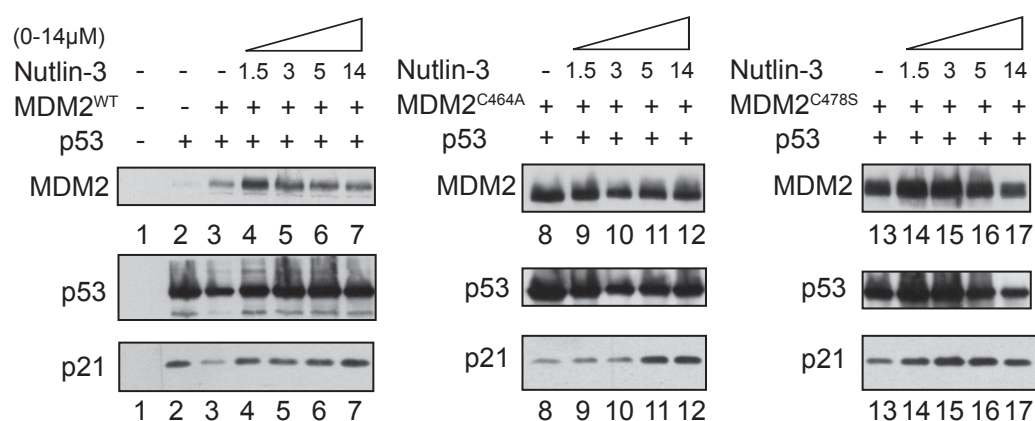 (0-14µM)
Nutlin-3 - - - 1.5 3 5 14
MDM2WT - - + + + + +
p53 - + + + + + +
MDM2
1 2 3 4 5 6 7
p53
p21
1 2 3 4 5 6 7
Nutlin-3 - 1.5 3 5 14
MDM2C464A + + + + +
p53 + + + + +
MDM2
8 9 10 11 12
p53
p21
8 9 10 11 12
Nutlin-3 - 1.5 3 5 14
MDM2C478S + + + + +
p53 + + + + +
MDM2
13 14 15 16 17
p53
p21
13 14 15 16 17